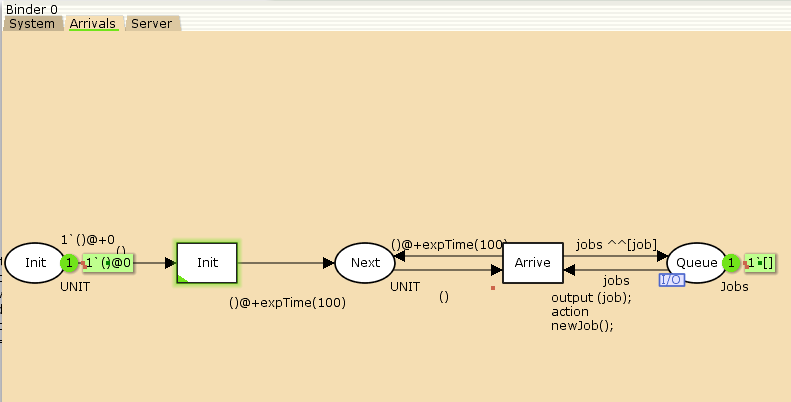 Binder 0
System Arrivals Server
1`()@+0
()
()@+expTime(100)
jobs ^^[job]
Init 1 1`()@0 Init Next Arrive Queue 1 1`[]
UNIT
UNIT
()
jobs
I/O
Jobs
()@+expTime(100)
output (job);
action
newJob();